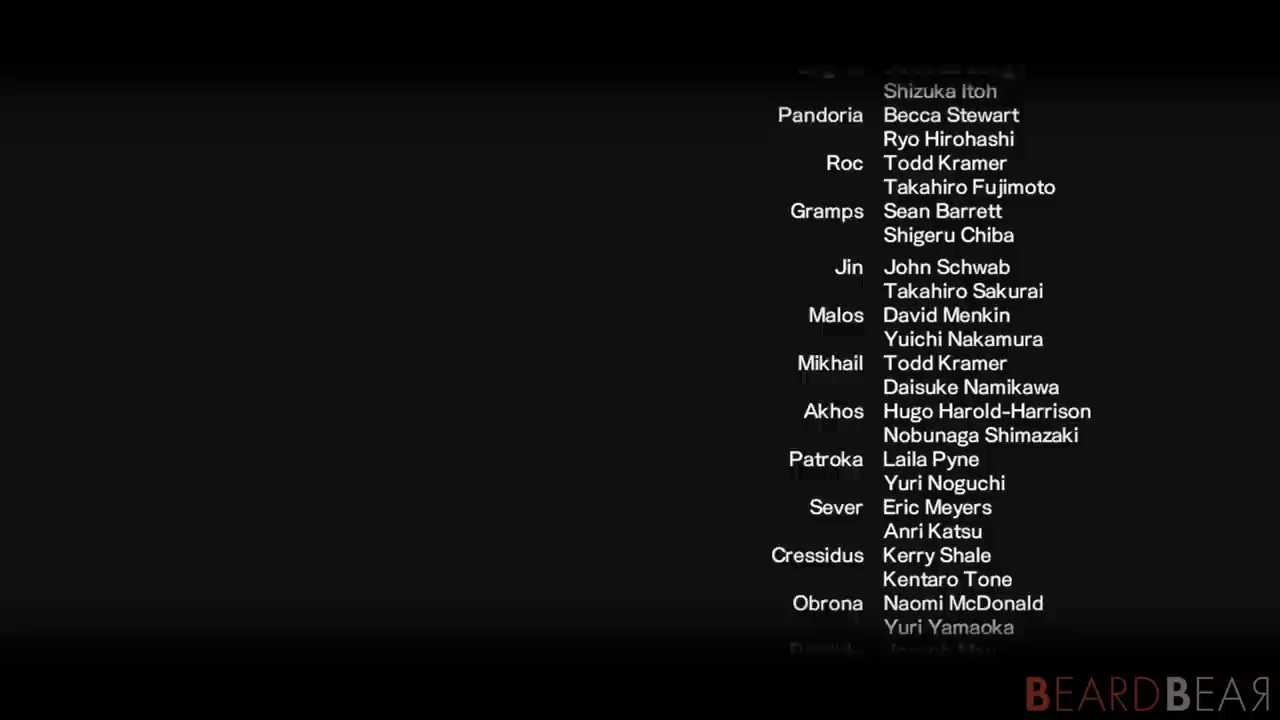 Shizuka Itoh
Pandoria Becca Stewart
Ryo Hirohashi
Roc Todd Kramer
Takahiro Fujimoto
Gramps Sean Barrett
Shigeru Chiba
Jin John Schwab
Takahiro Sakurai
Malos David Menkin
Yuichi Nakamura
Mikhail Todd Kramer
Daisuke Namikawa
Akhos Hugo Harold-Harrison
Nobunaga Shimazaki
Patroka Laila Pyne
Yuri Noguchi
Sever Eric Meyers
Anri Katsu
Cressidus Kerry Shale
Kentaro Tone
Obrona Naomi McDonald
Yuri Yamaoka
BEARDBEAR